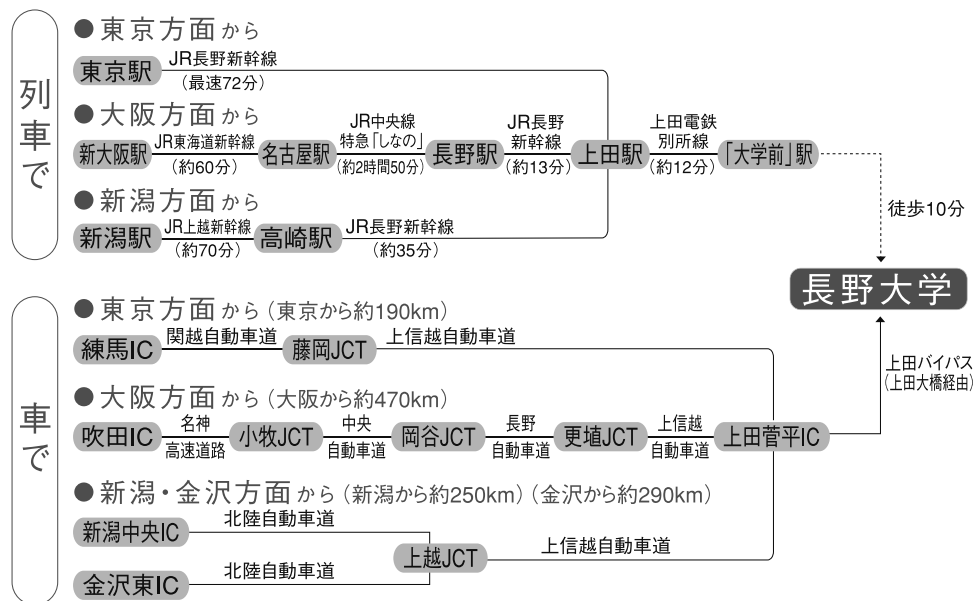 列車で
●東京方面から
東京駅 JR長野新幹線 （最速72分）
●大阪方面から
新大阪駅 JR東海道新幹線 （約60分） 名古屋駅 JR中央線 特急「しなの」 （約2時間50分） 長野駅 JR長野 新幹線 （約13分） 上田駅 上田電鉄 別所線 （約12分） 「大学前」駅
●新潟方面から
新潟駅 JR上越新幹線 （約70分） 高崎駅 JR長野新幹線 （約35分）
徒歩10分
長野大学
車で
●東京方面から（東京から約190km）
練馬IC 関越自動車道 藤岡JCT 上信越自動車道
●大阪方面から（大阪から約470km）
吹田IC 名神 高速道路 小牧JCT 中央 自動車道 岡谷JCT 長野 自動車道 更埴JCT 上信越 自動車道 上田菅平IC
上田バイパス
（上田大橋経由）
●新潟・金沢方面から（新潟から約250km）（金沢から約290km）
新潟中央IC 北陸自動車道
上越JCT 上信越自動車道
金沢東IC 北陸自動車道